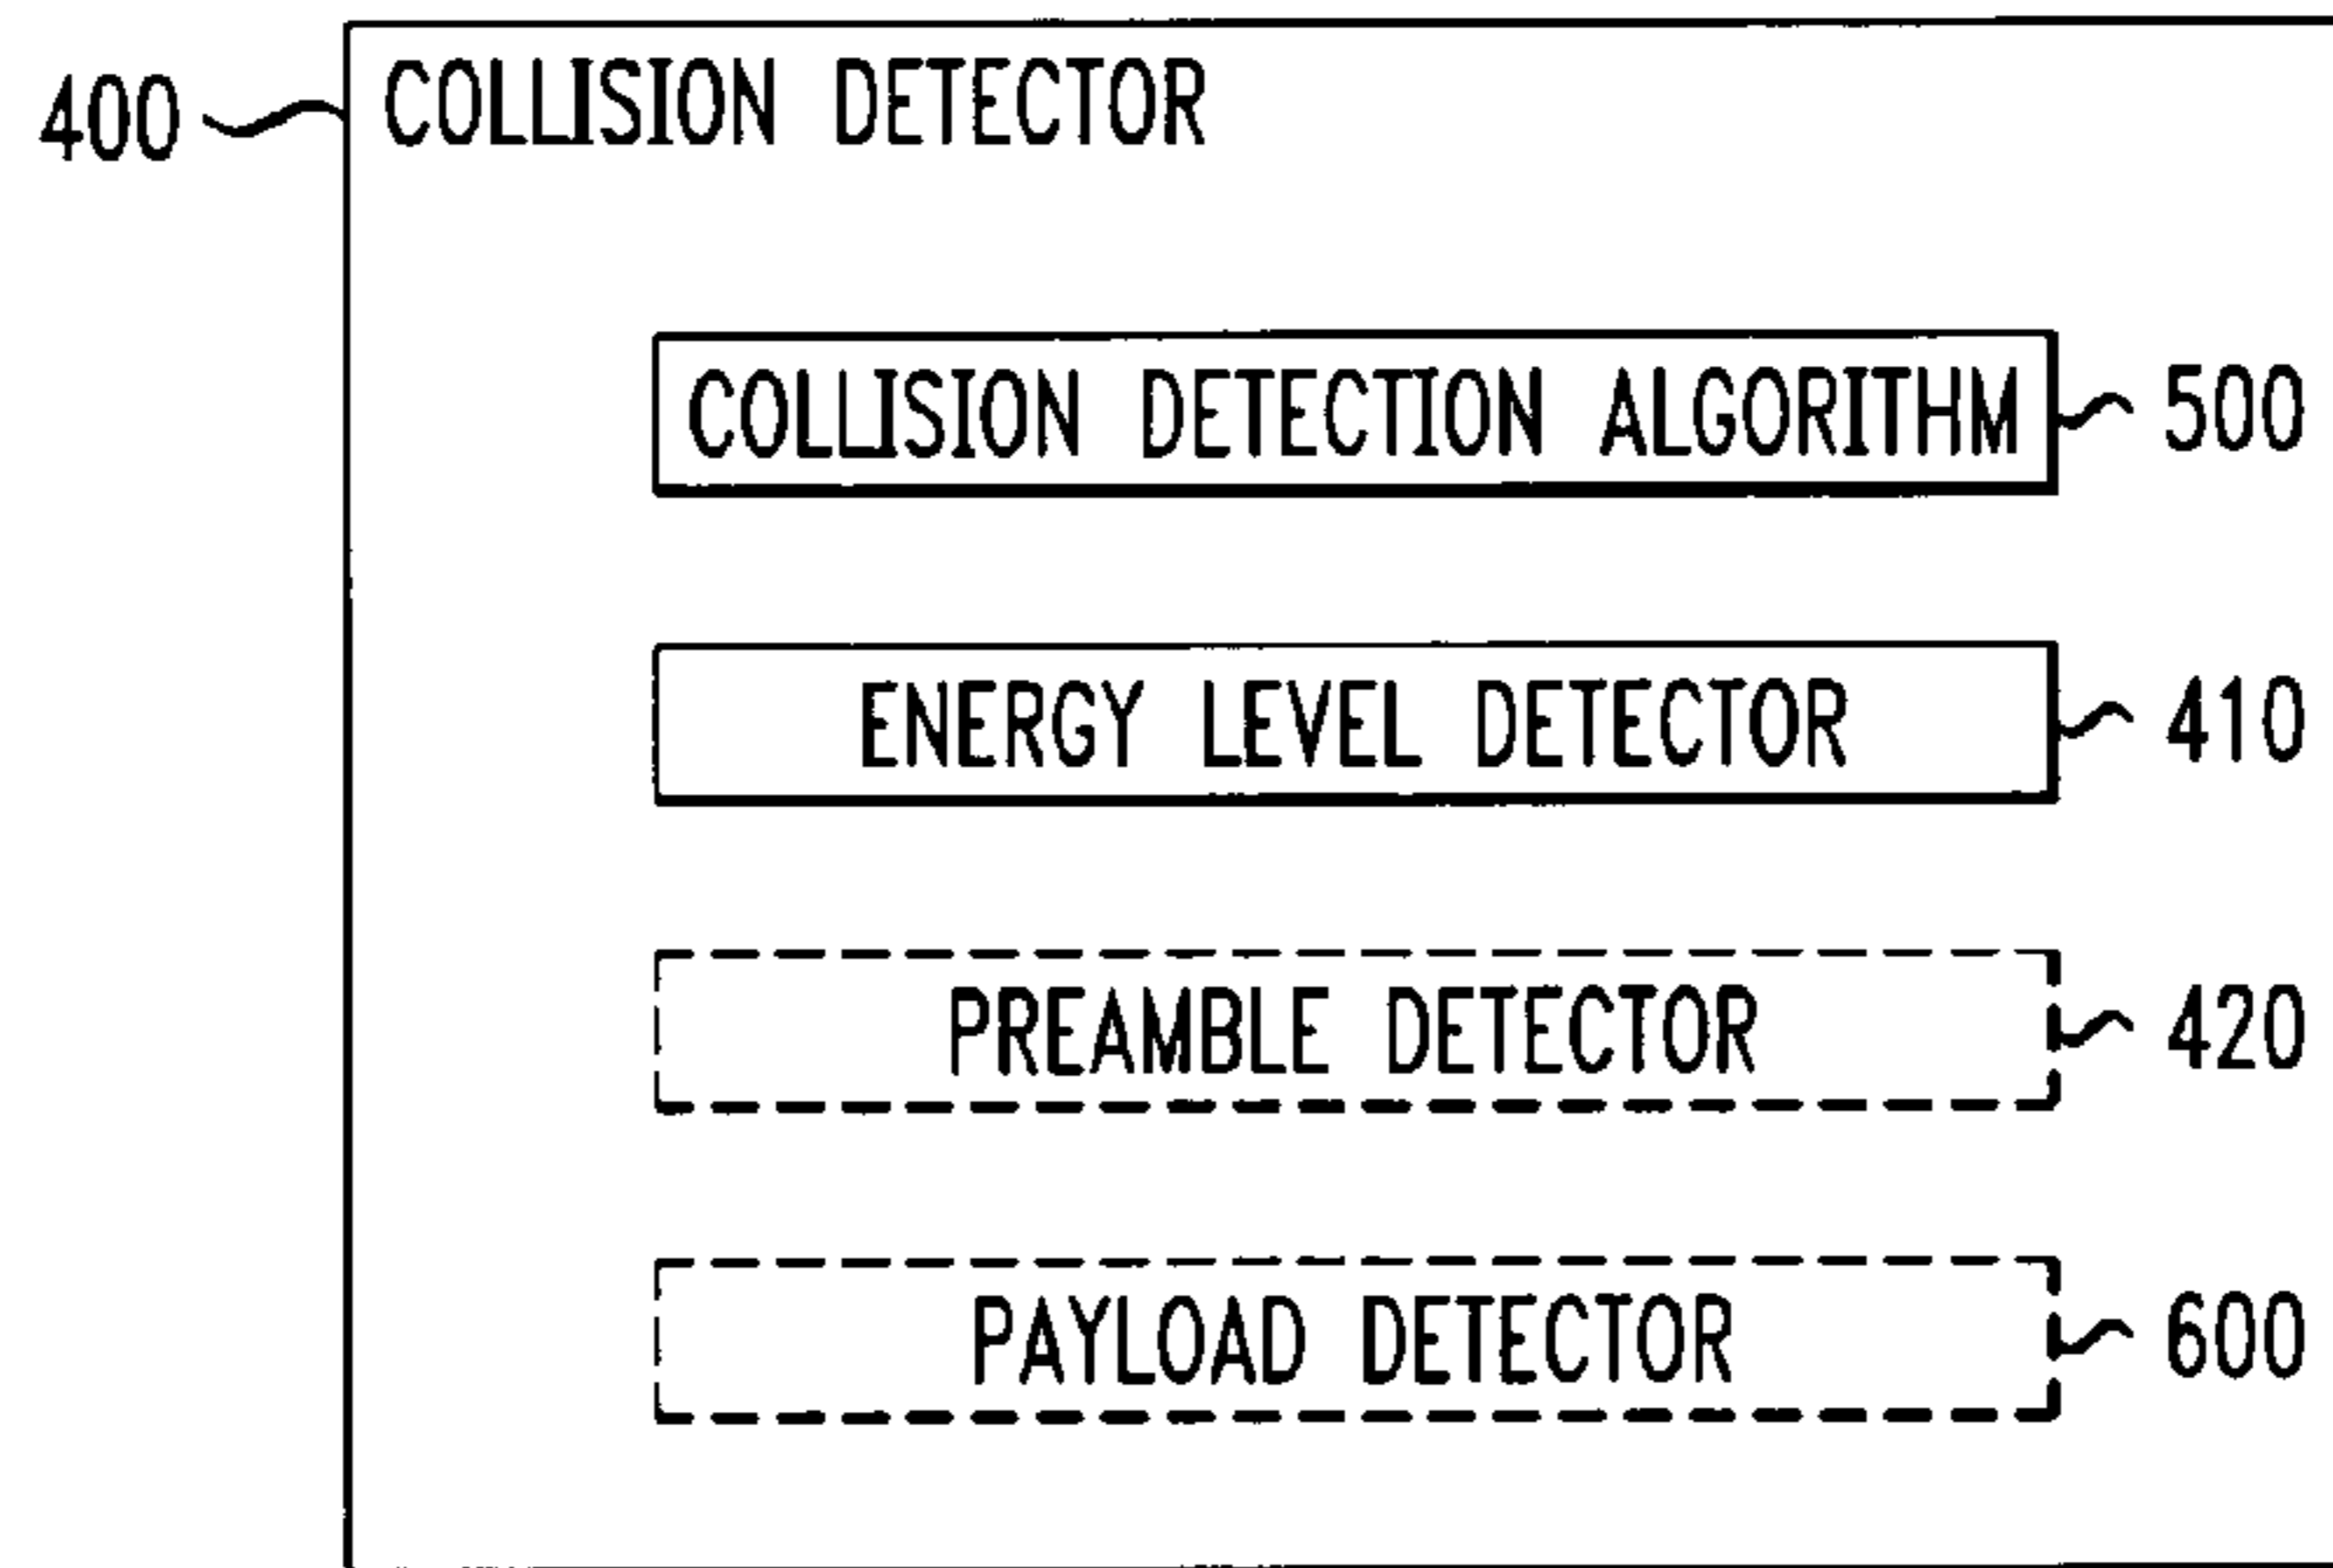 400 COLLISION DETECTOR
COLLISION DETECTION ALGORITHM 500
ENERGY LEVEL DETECTOR 410
PREAMBLE DETECTOR 420
PAYLOAD DETECTOR 600